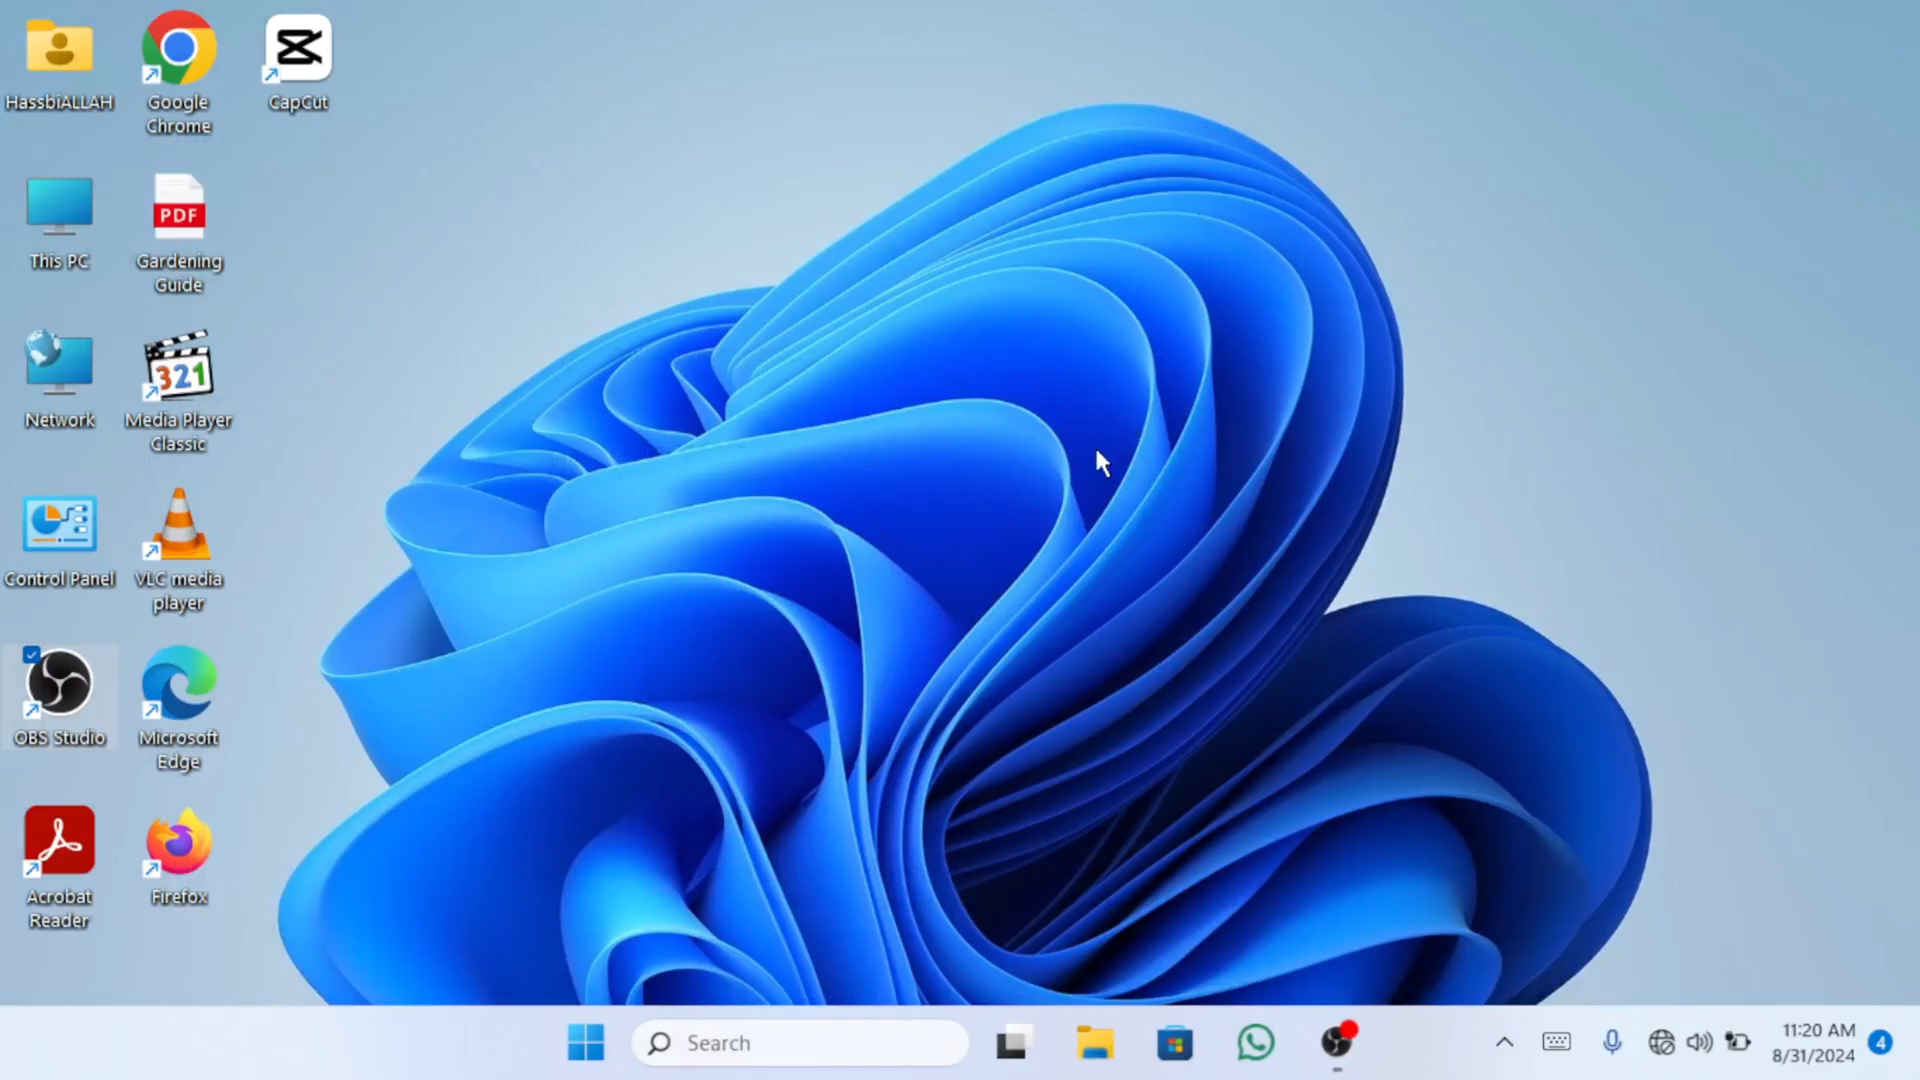 HassbiALLAH
Google
Chrome
CapCut
This PC
PDF
Gardening
Guide
Network
321
Media Player
Classic
Control Panel
VLC media
player
OBS Studio
Microsoft
Edge
Acrobat
Reader
Firefox
Search
11:20 AM
8/31/2024
4